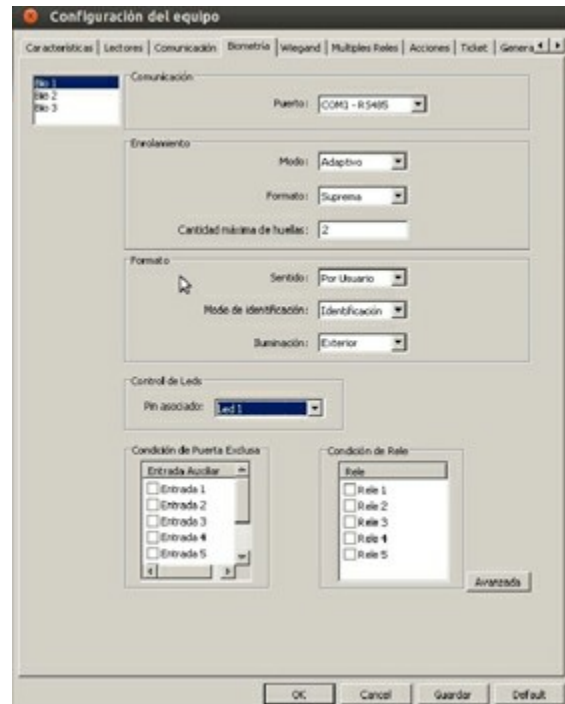 Configuración del equipo
Características Lectores Comunicación Biometría Wiegand Multiples Reles Acciones Ticket Genera
Bio 1
Bio 2
Bio 3
Comunicación
Puerto: COM1 - RS485
Enrolamiento
Modo: Adaptivo
Formato: Suprema
Cantidad máxima de huellas: 2
Formato
Sentido: Por Usuario
Modo de identificación: Identificación
Iluminación: Exterior
Control de Leds
Pin asociado: Led 1
Condición de Puerta Exclusa
Entrada Auxiliar
Entrada 1
Entrada 2
Entrada 3
Entrada 4
Entrada 5
Condición de Rele
Rele
Rele 1
Rele 2
Rele 3
Rele 4
Rele 5
Avanzada
OK Cancel Guardar Default